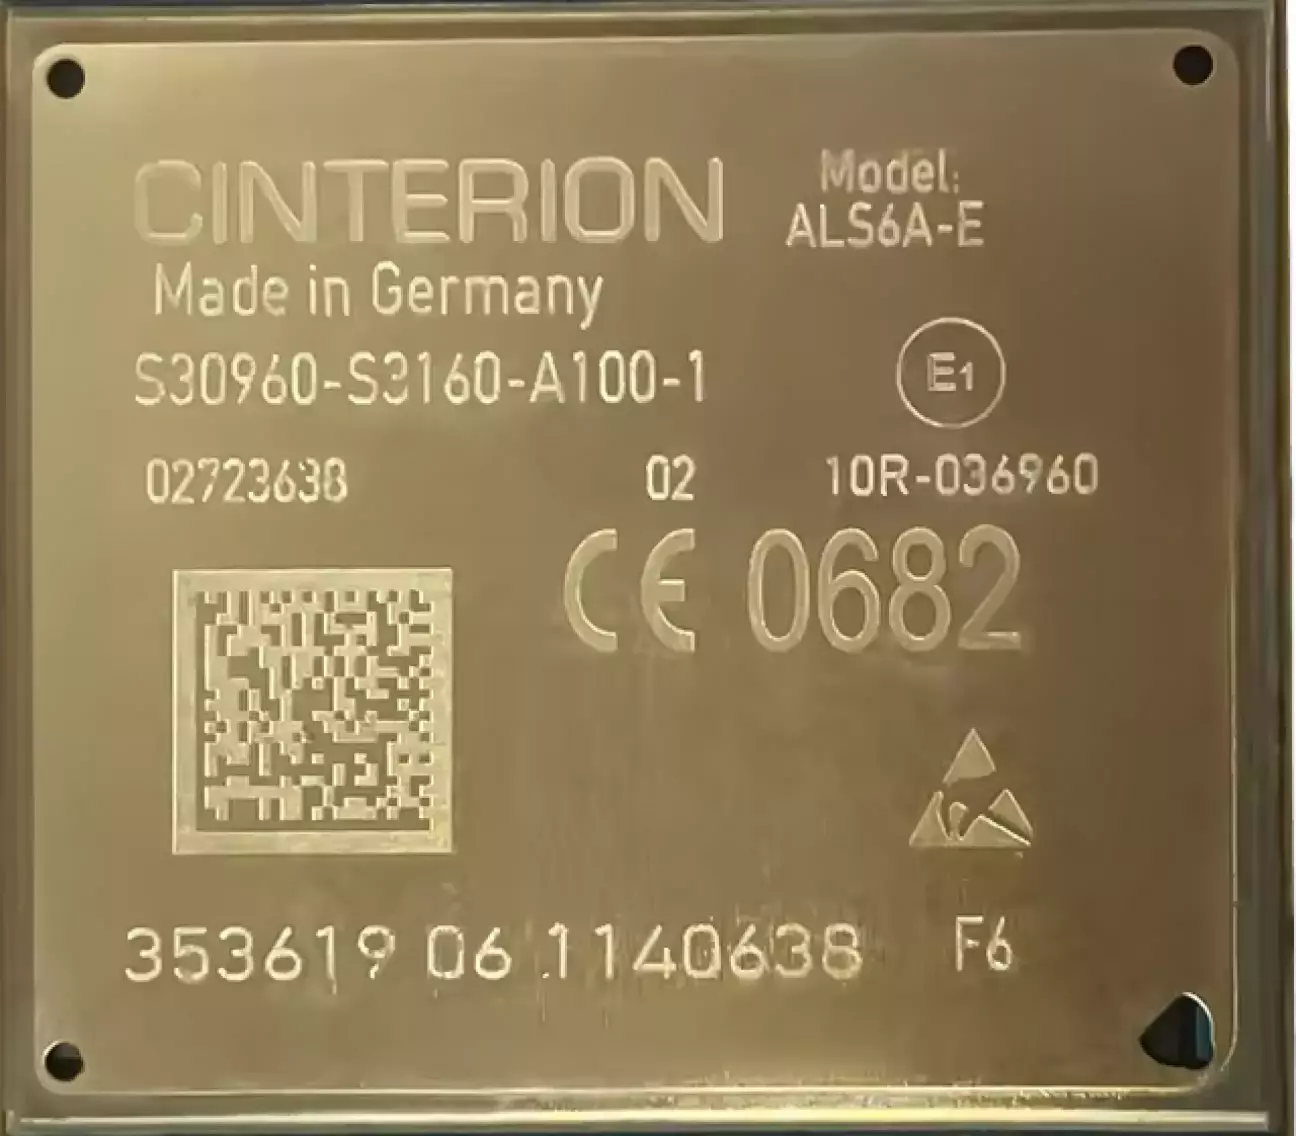 CINTERION
Model:
ALS6A-E
Made in Germany
S30960-S3160-A100-1
E1
02723638 02 10R-036960
CE 0682
353619 06 1140638 F6